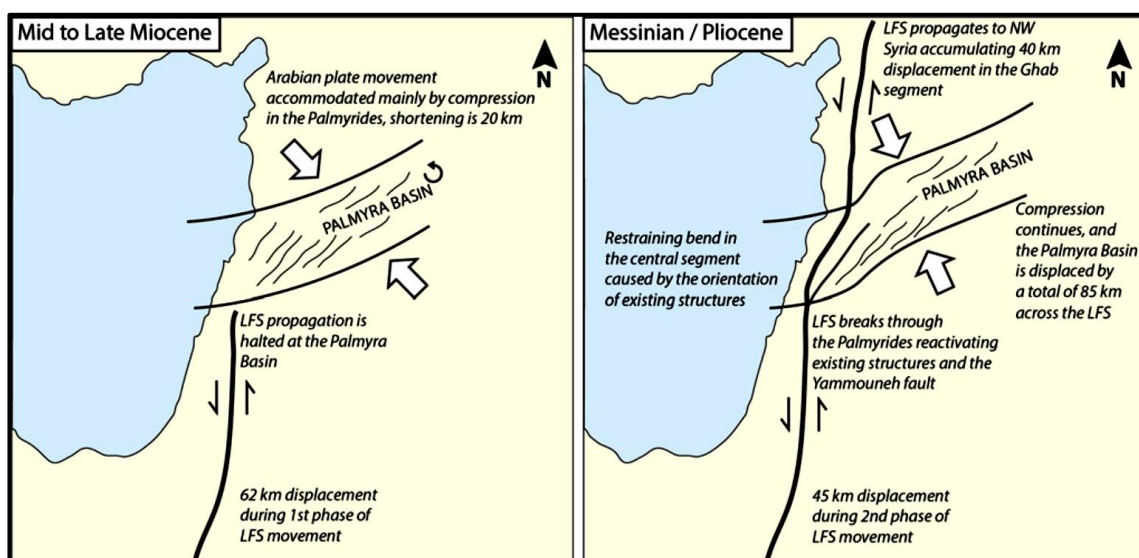 Mid to Late Miocene
N
Arabian plate movement
accommodated mainly by compression
in the Palmyrides, shortening is 20 km
PALMYRA BASIN
LFS propagation is
halted at the Palmyra
Basin
62 km displacement
during 1st phase of
LFS movement
Messinian / Pliocene
N
LFS propagates to NW
Syria accumulating 40 km
displacement in the Ghab
segment
PALMYRA BASIN
Restraining bend in
the central segment
caused by the orientation
of existing structures
Compression
continues, and
the Palmyra Basin
is displaced by
a total of 85 km
across the LFS
LFS breaks through
the Palmyrides reactivating
existing structures and the
Yammouneh fault
45 km displacement
during 2nd phase of
LFS movement